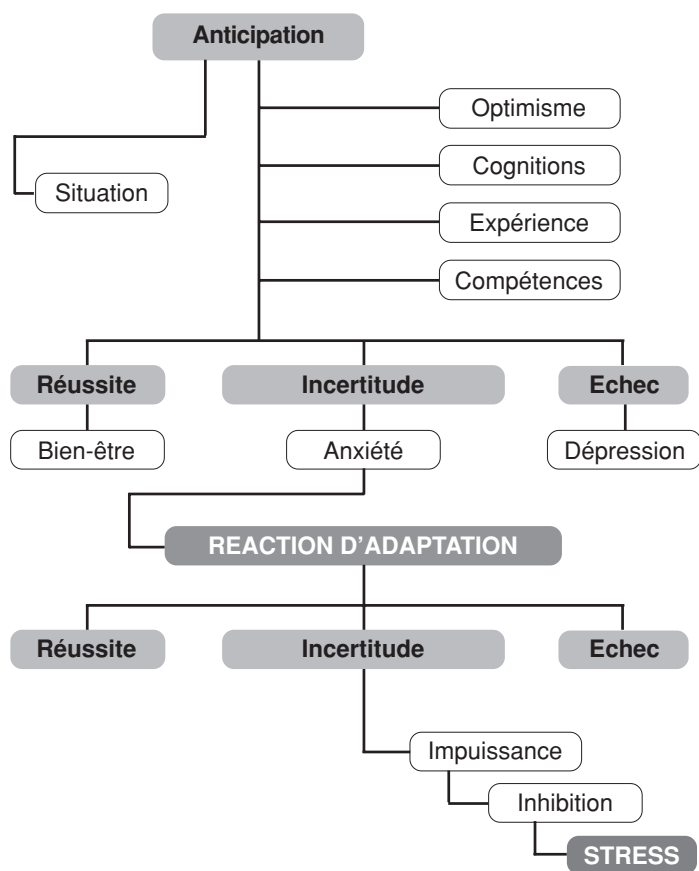 Anticipation
Optimisme
Cognitions
Situation
Expérience
Compétences
Réussite Incertitude Echec
Bien-être Anxiété Dépression
REACTION D'ADAPTATION
Réussite Incertitude Echec
Impuissance
Inhibition
STRESS